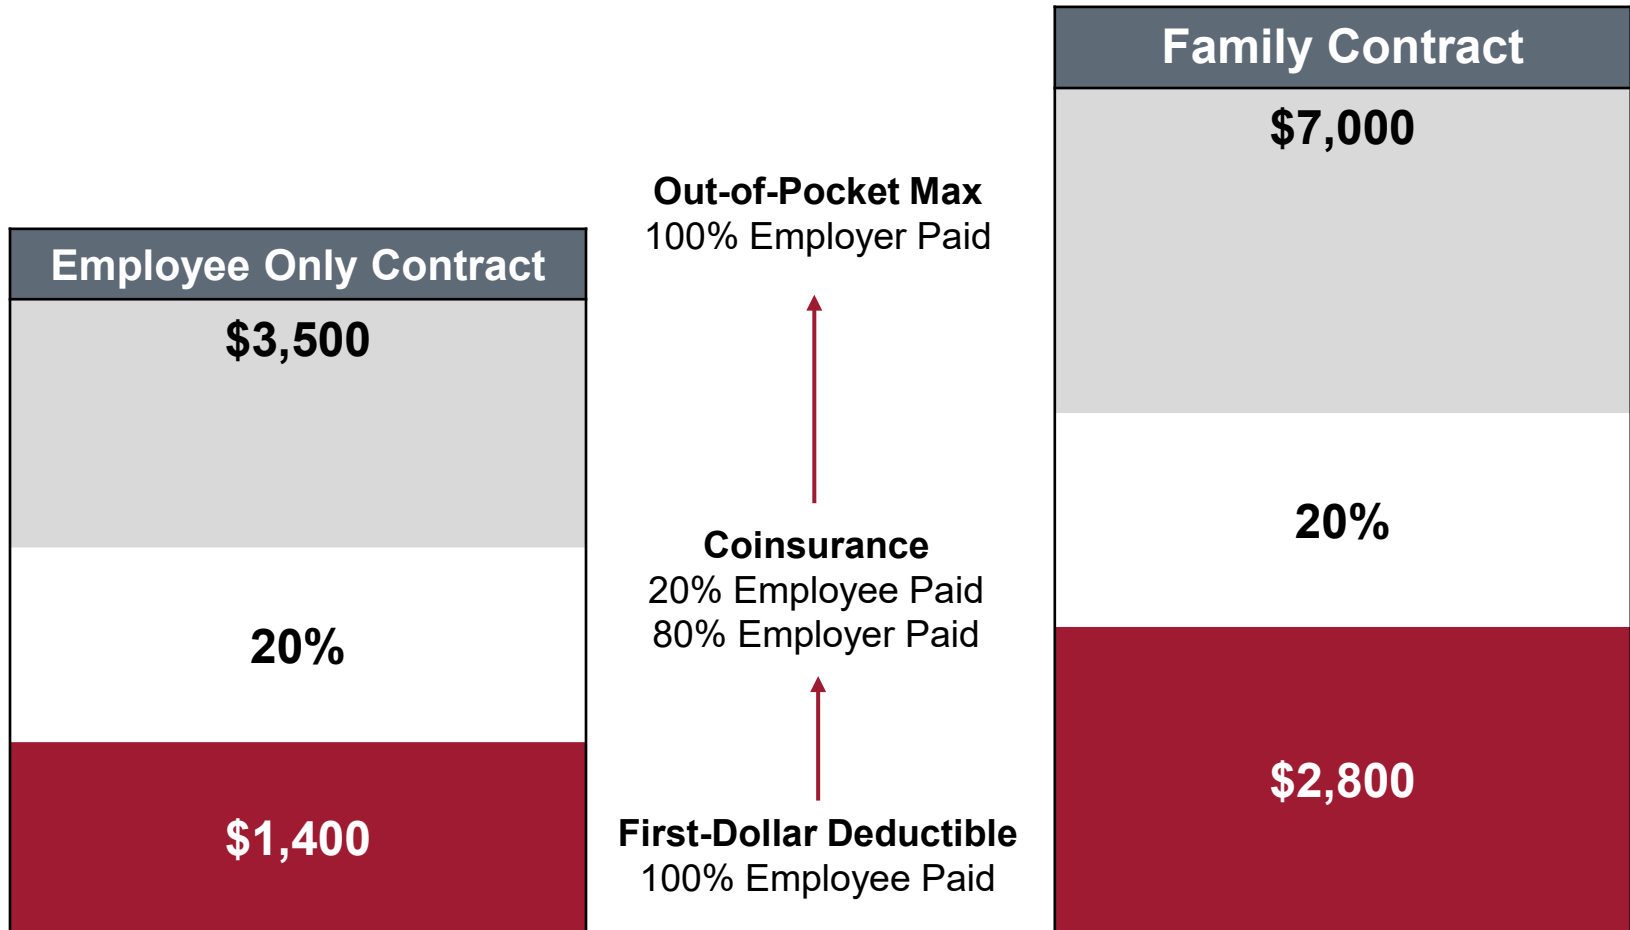 Employee Only Contract
$3,500
20%
$1,400
Out-of-Pocket Max
100% Employer Paid
Coinsurance
20% Employee Paid
80% Employer Paid
First-Dollar Deductible
100% Employee Paid
Family Contract
$7,000
20%
$2,800